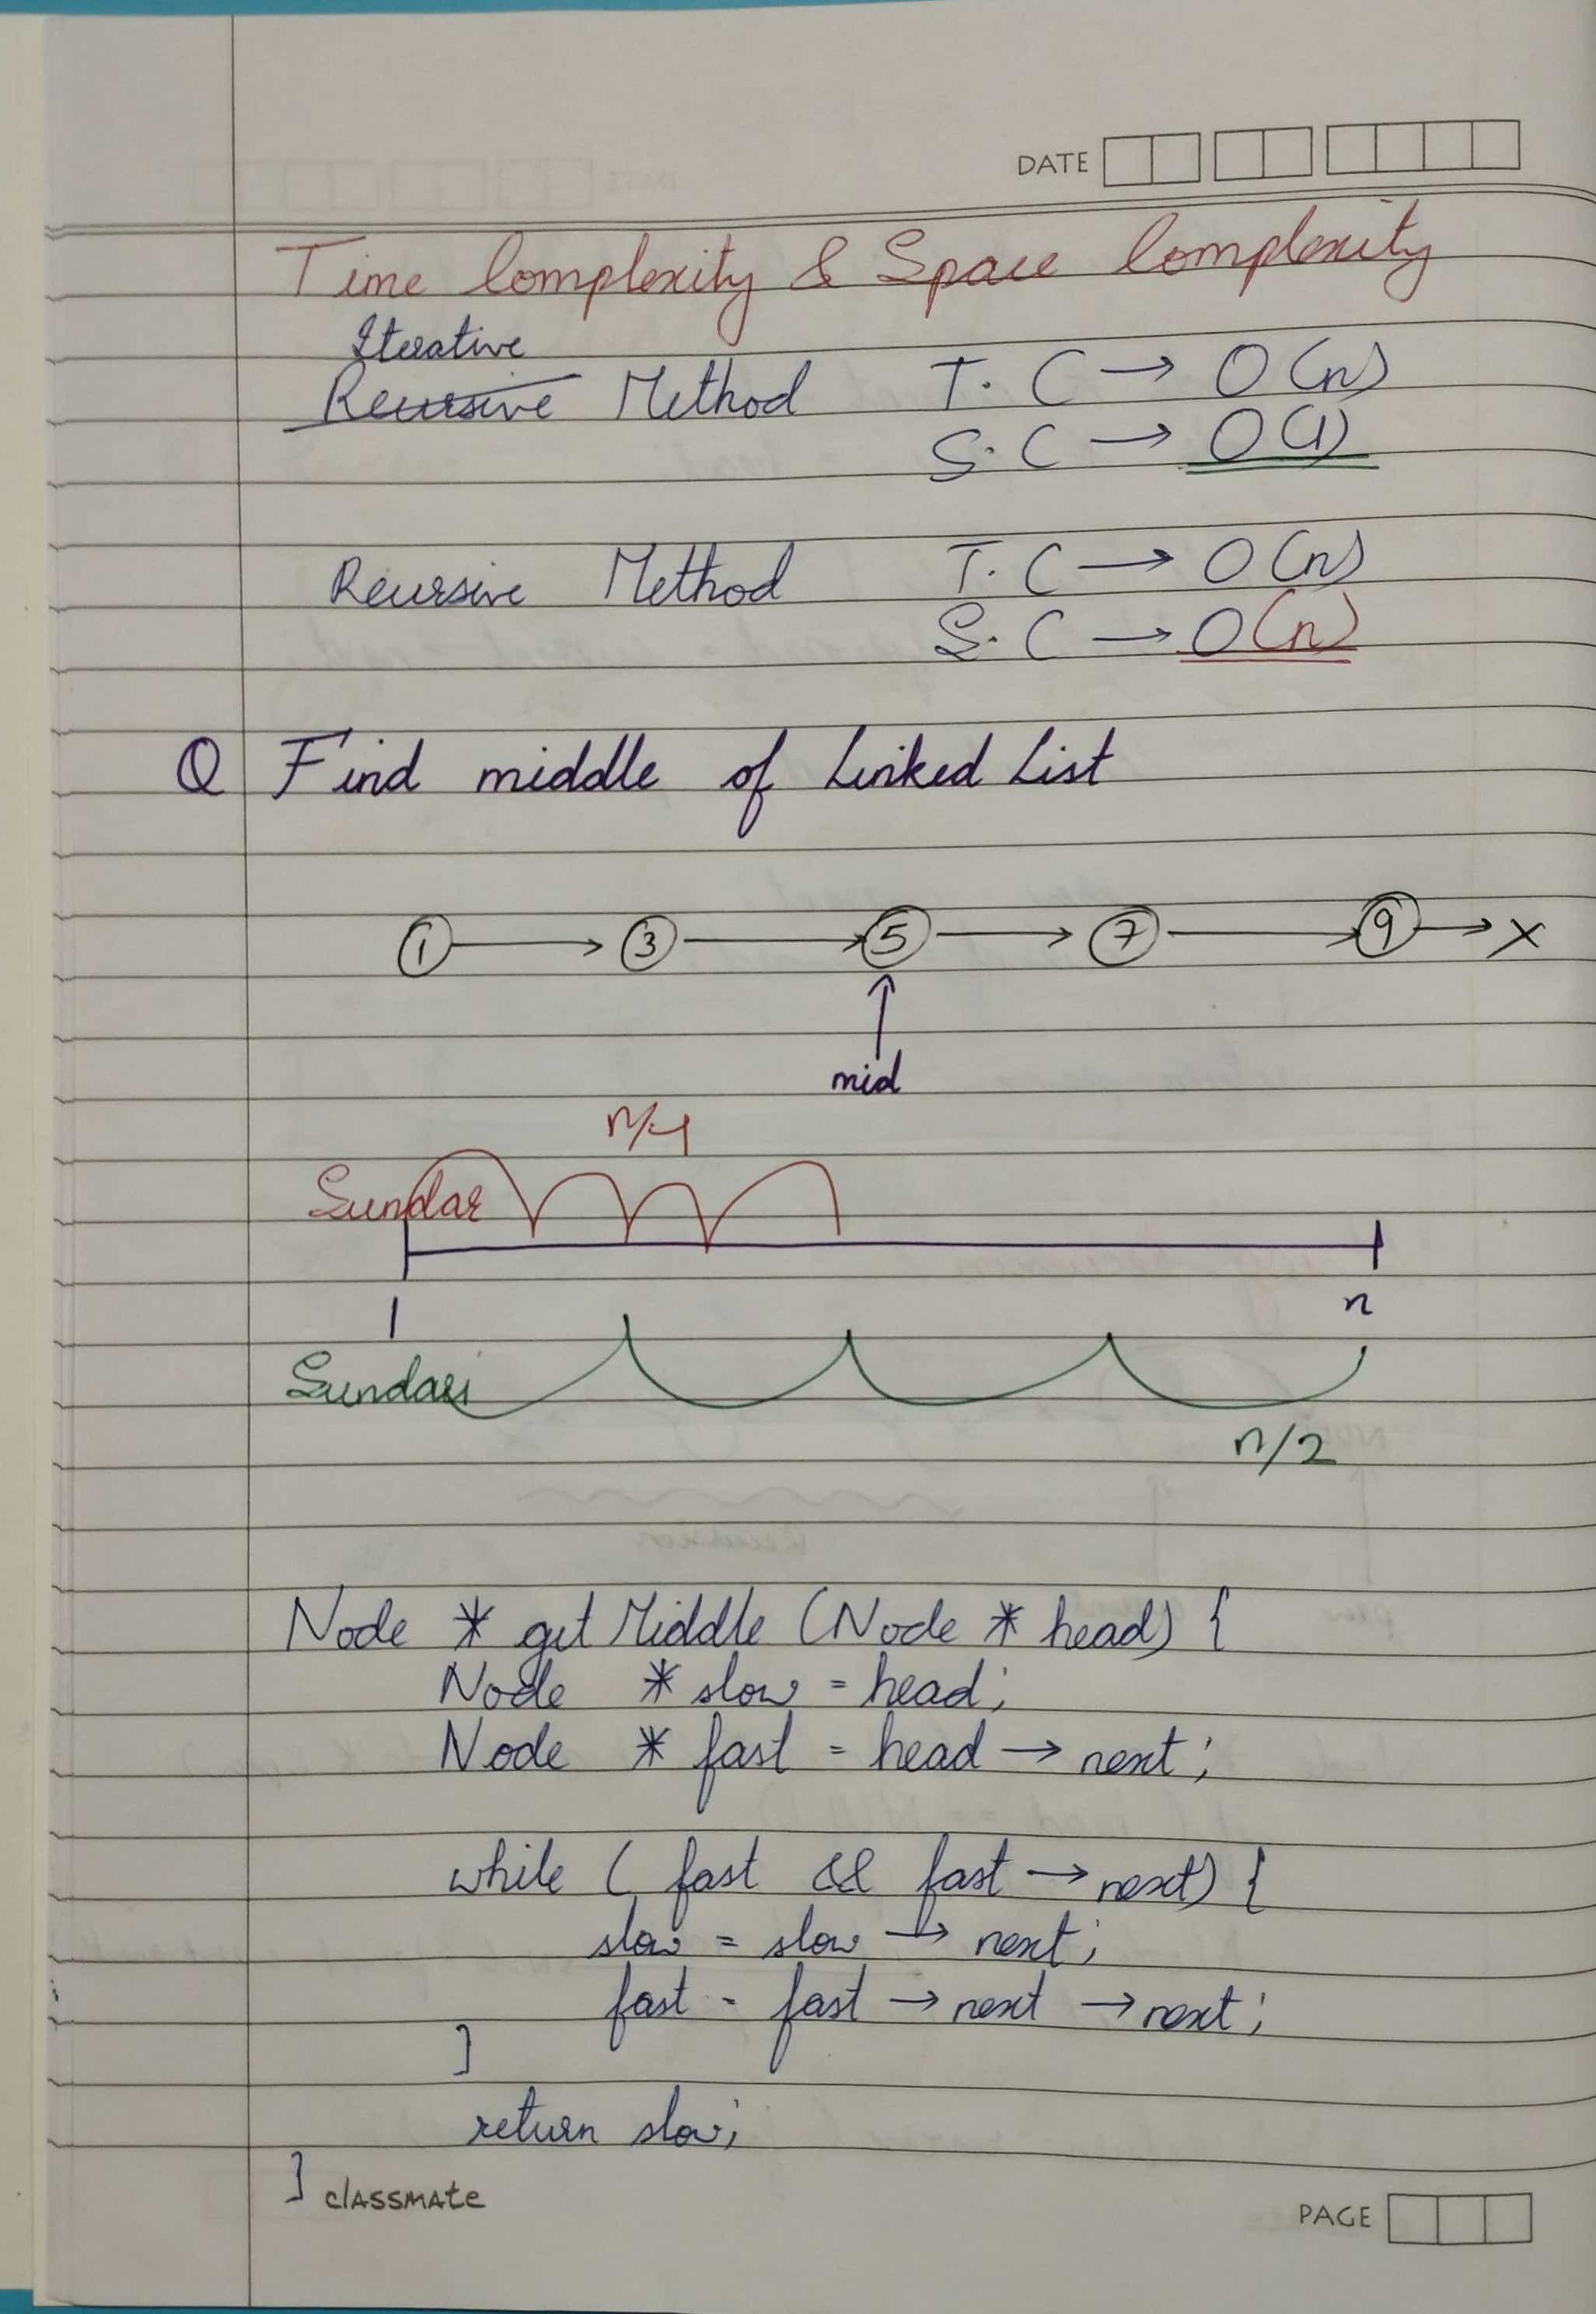 DATE
Time Complexity & Space Complexity
Iterative
Recursive Method T.C → O(n)
S.C → O(1)
Recursive Method T.C → O(n)
S.C → O(n)
Q Find middle of Linked List
1 → 3 → 5 → 7 → 9 → X
↑
mid
n/4
Sundar
1 n
Sundari
n/2
Node * getMiddle (Node * head) {
Node * slow = head;
Node * fast = head → next;
while ( fast && fast → next) {
slow = slow → next;
fast = fast → next → next;
}
return slow;
}
classmate
PAGE